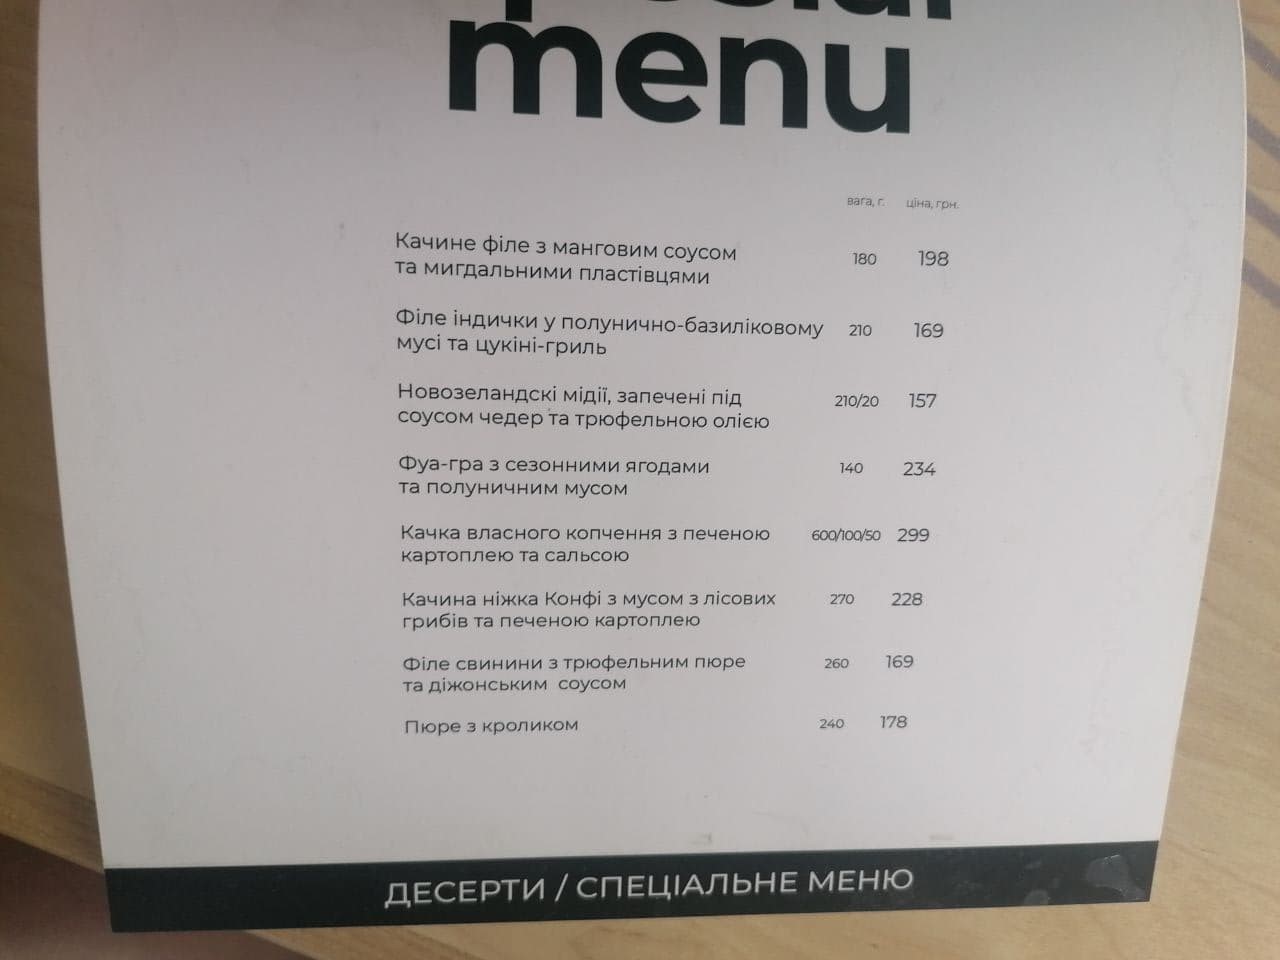 menu
вага, г. ціна, грн.
Качине філе з манговим соусом
та мигдальними пластівцями 180 198
Філе індички у полунично-базиліковому 210 169
мусі та цукіні-гриль
Новозеландскі мідії, запечені під 210/20 157
соусом чедер та трюфельною олією
Фуа-гра з сезонними ягодами 140 234
та полуничним мусом
Качка власного копчення з печеною 600/100/50 299
картоплею та сальсою
Качина ніжка Конфі з мусом з лісових 270 228
грибів та печеною картоплею
Філе свинини з трюфельним пюре 260 169
та діжонським соусом
Пюре з кроликом 240 178
ДЕСЕРТИ / СПЕЦІАЛЬНЕ МЕНЮ